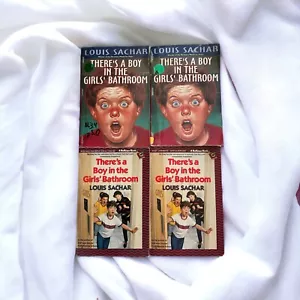 LOUIS SACHAR
THERE'S A BOY
IN THE
GIRLS' BATHROOM
LOUIS SACHAR
THERE'S A BOY
IN THE
GIRLS' BATHROOM
There's a
Boy in the
Girls' Bathroom
LOUIS SACHAR
There's a
Boy in the
Girls' Bathroom
LOUIS SACHAR